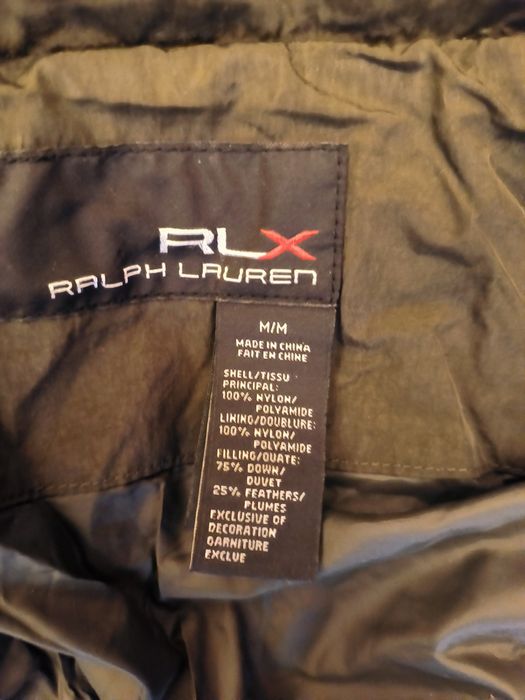 RLX
RALPH LAUREN
M/M
MADE IN CHINA
FAIT EN CHINE
SHELL/TISSU
PRINCIPAL:
100% NYLON/
POLYAMIDE
LINING/DOUBLURE:
100% NYLON/
POLYAMIDE
FILLING/OUATE:
75% DOWN/
DUVET
25% FEATHERS/
PLUMES
EXCLUSIVE OF
DECORATION
GARNITURE
EXCLUE